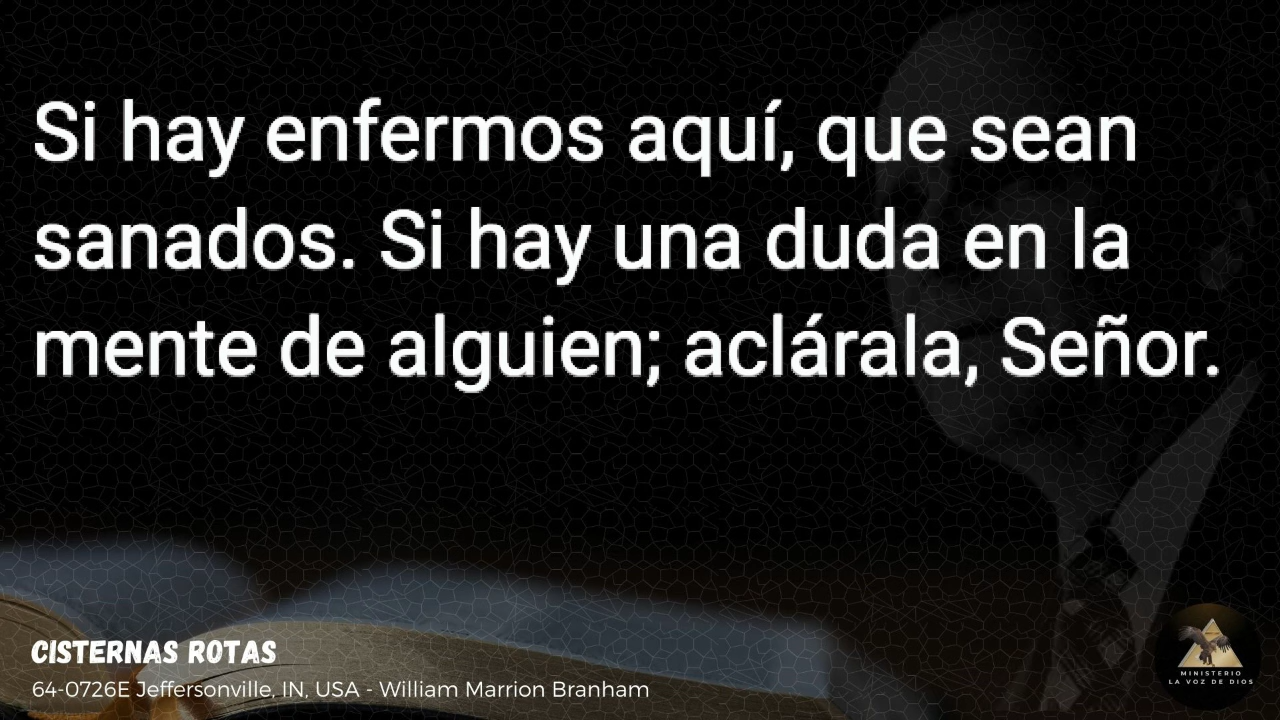 Si hay enfermos aquí, que sean
sanados. Si hay una duda en la
mente de alguien; aclárala, Señor.
CISTERNAS ROTAS
64-0726E Jeffersonville, IN, USA - William Marrion Branham
MINISTERIO
LA VOZ DE DIOS